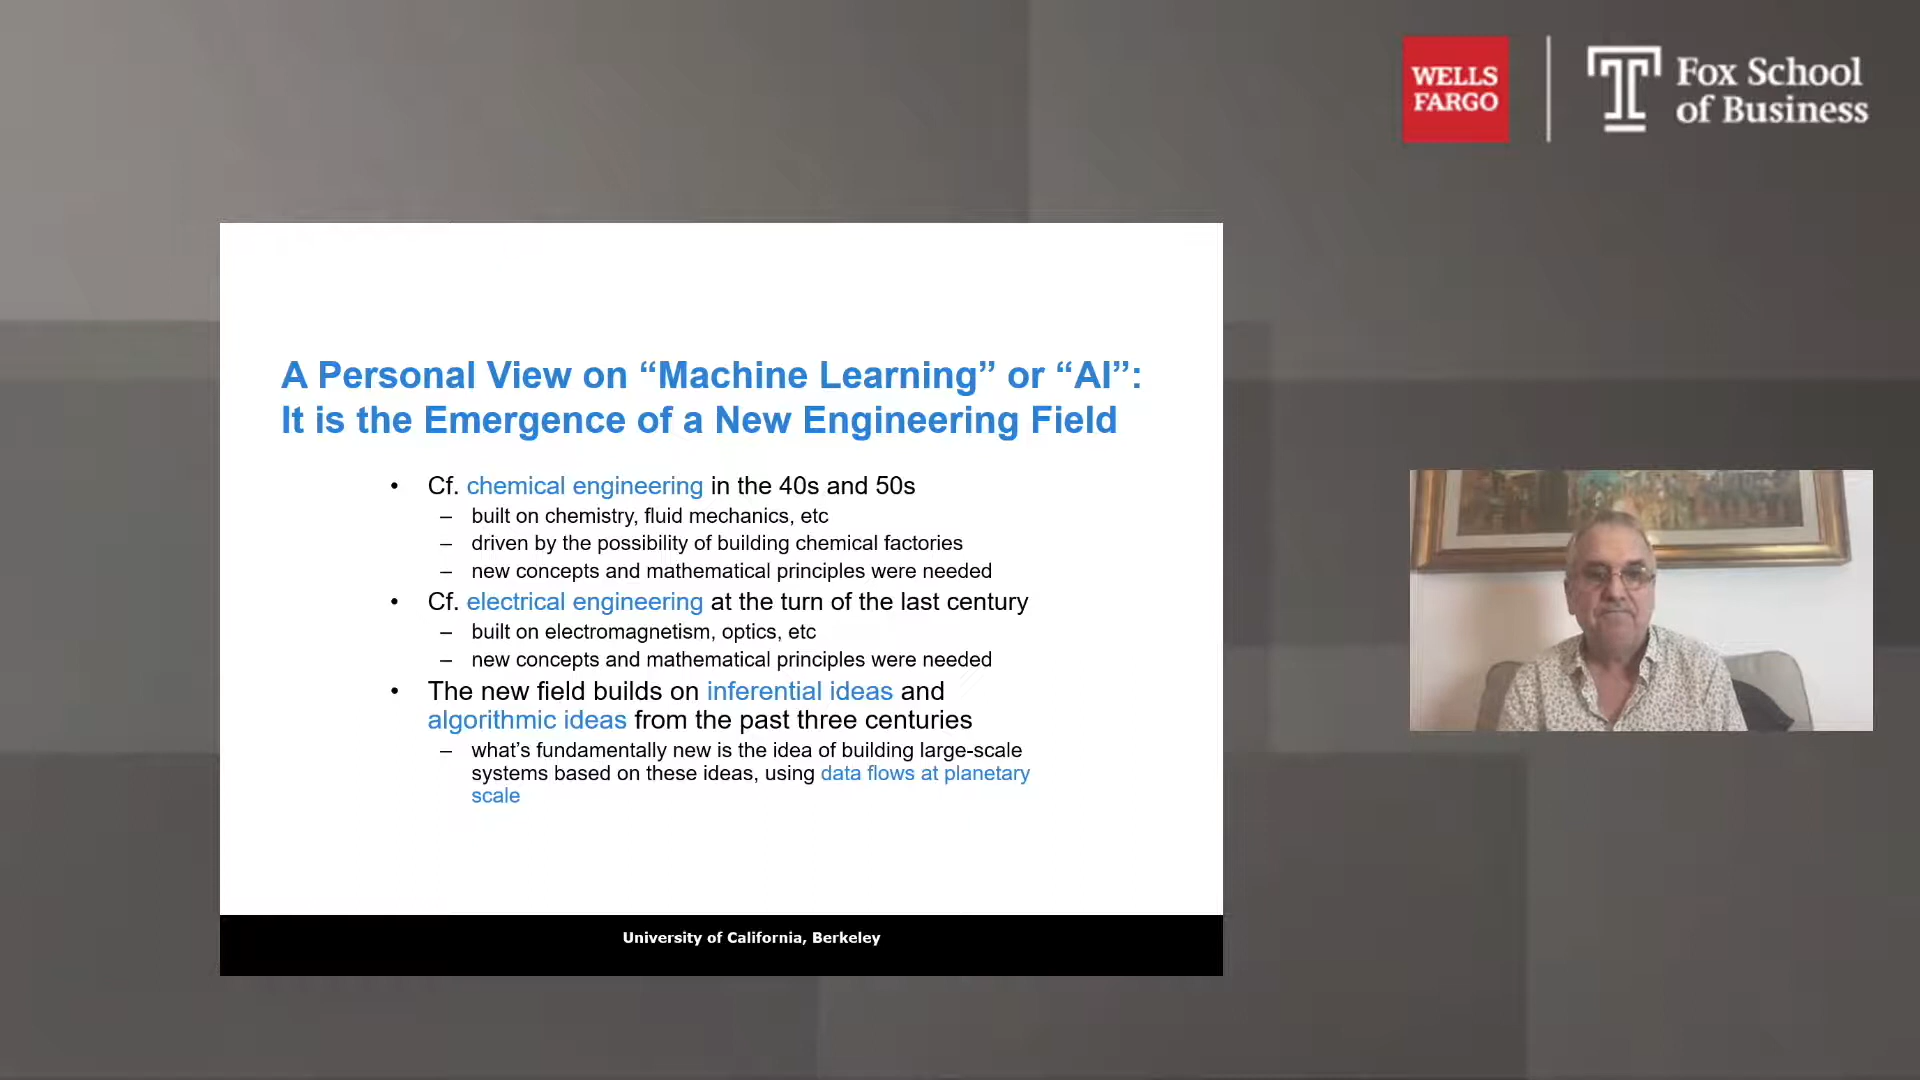 WELLS
FARGO
Fox School
of Business
A Personal View on “Machine Learning” or “AI”:
It is the Emergence of a New Engineering Field
• Cf. chemical engineering in the 40s and 50s
– built on chemistry, fluid mechanics, etc
– driven by the possibility of building chemical factories
– new concepts and mathematical principles were needed
• Cf. electrical engineering at the turn of the last century
– built on electromagnetism, optics, etc
– new concepts and mathematical principles were needed
• The new field builds on inferential ideas and
algorithmic ideas from the past three centuries
– what’s fundamentally new is the idea of building large-scale
systems based on these ideas, using data flows at planetary
scale
University of California, Berkeley